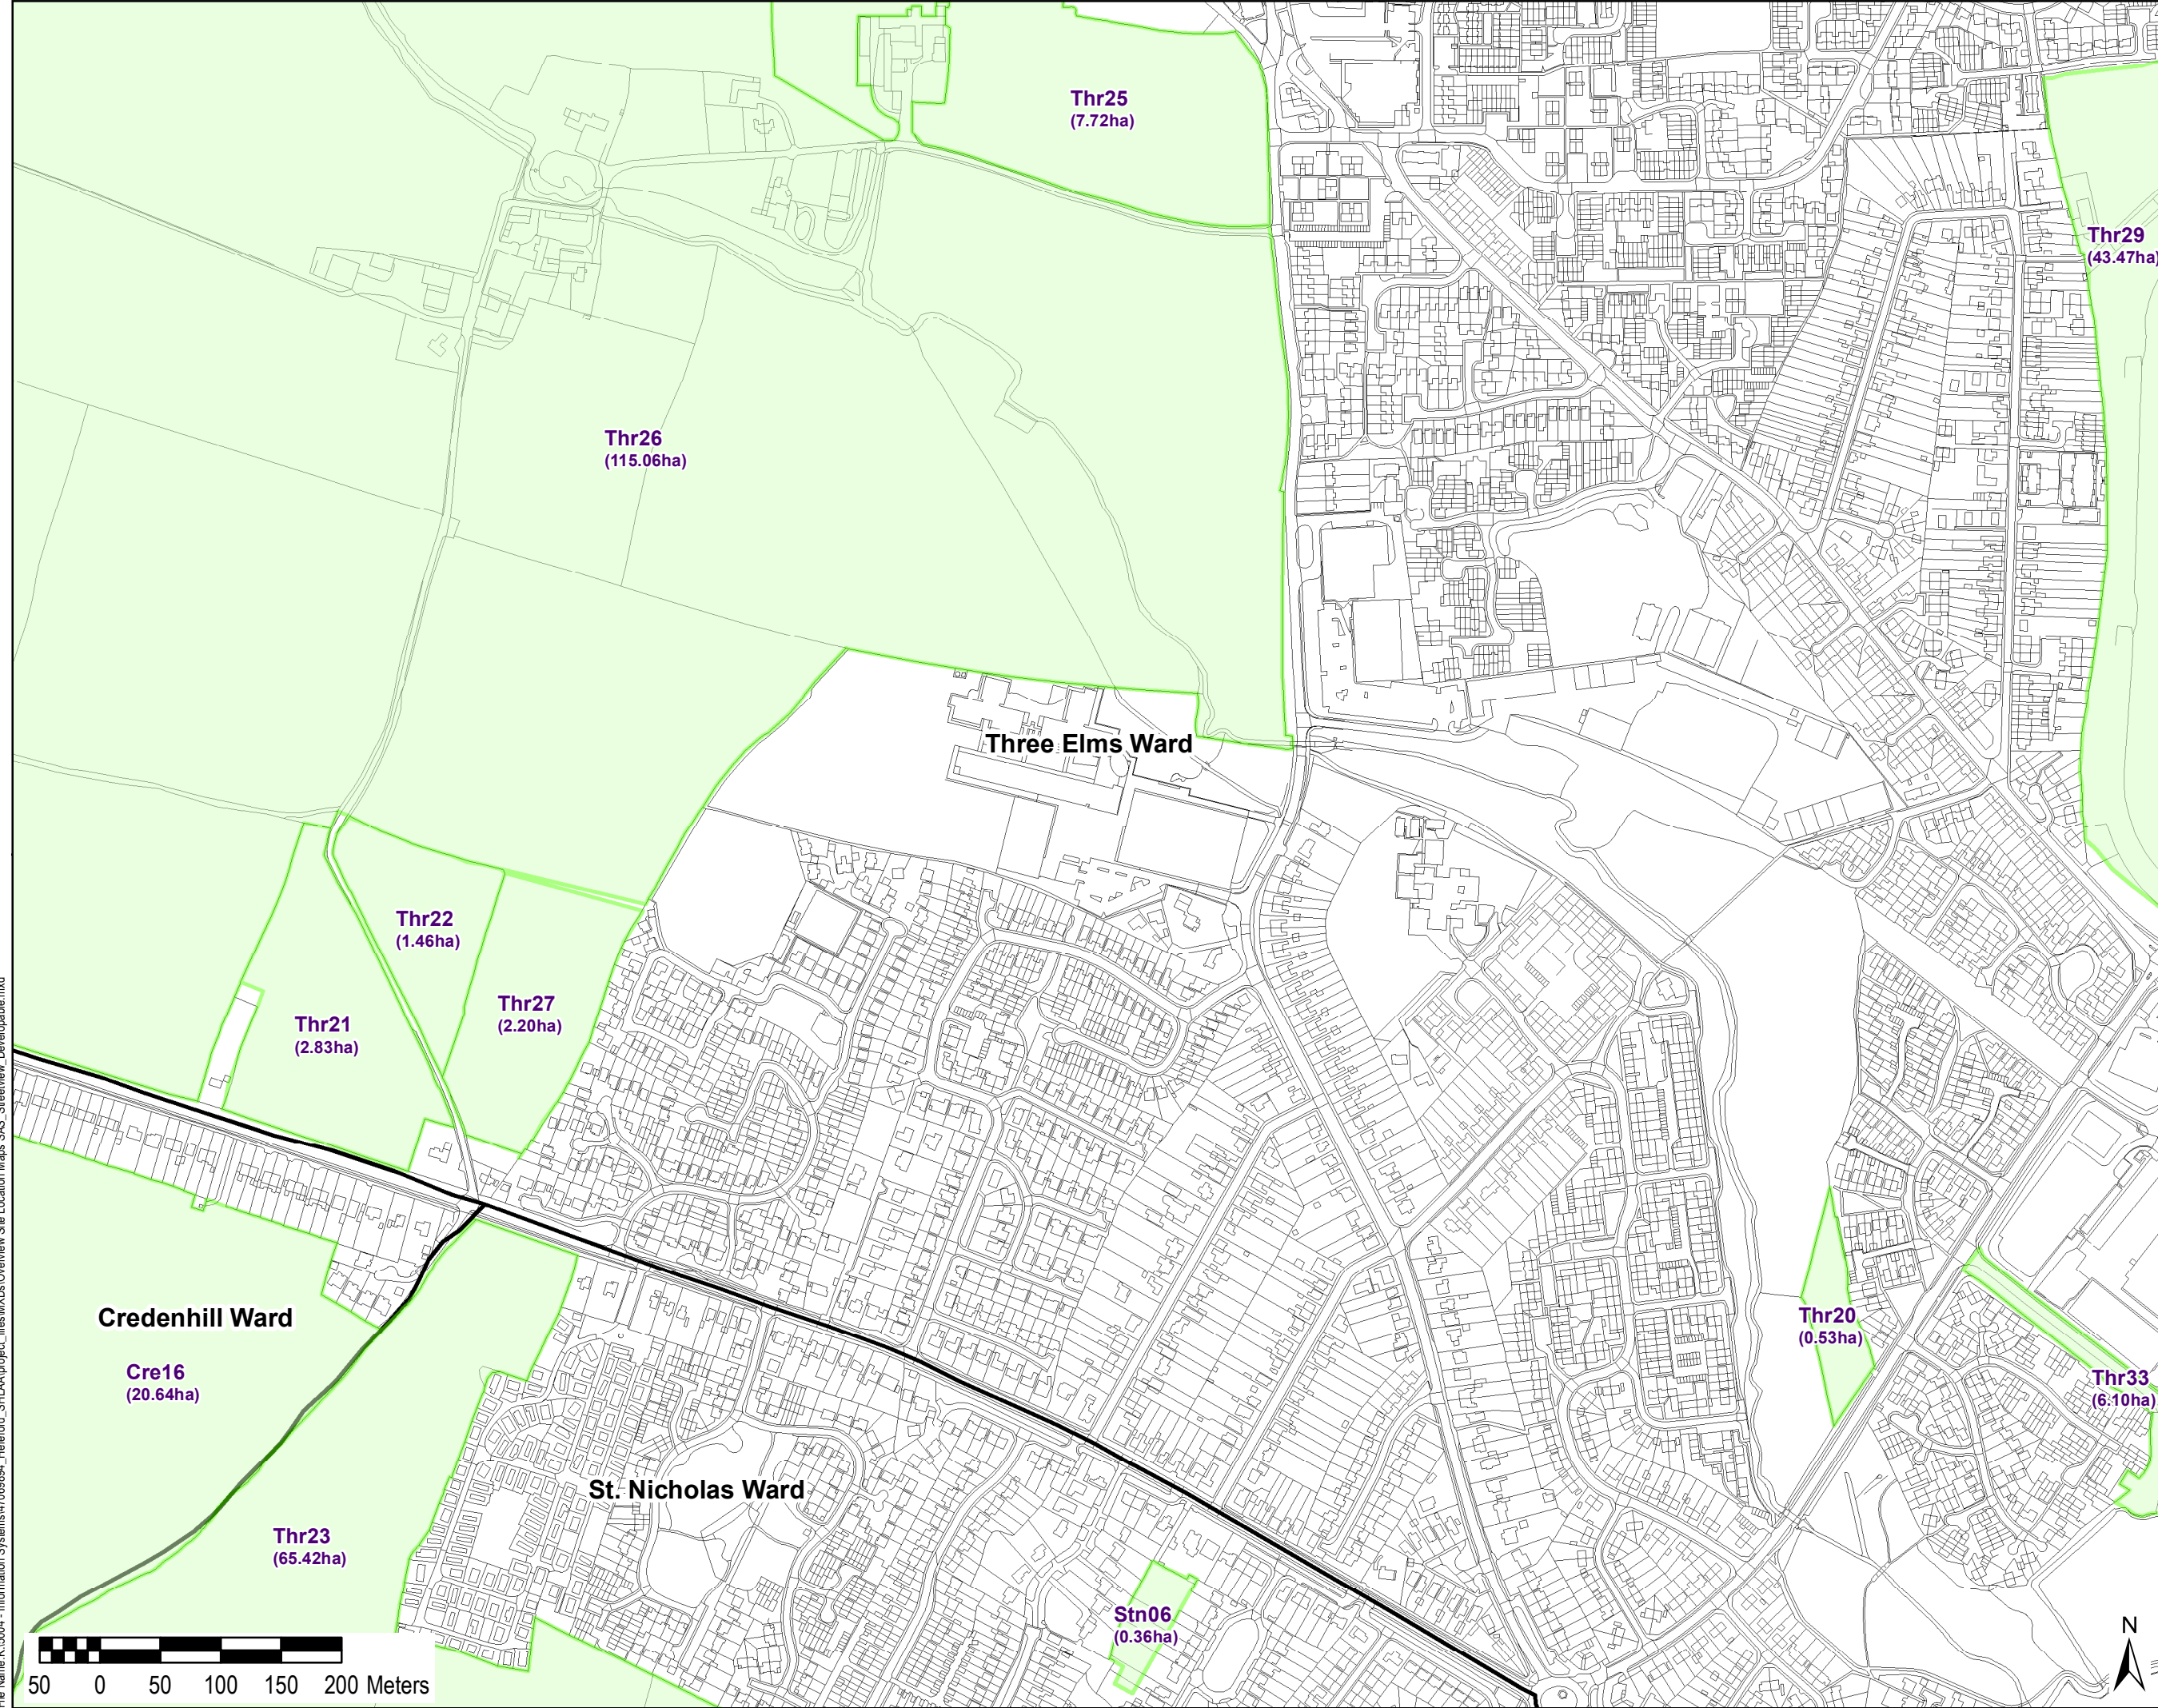 Thr25
(7.72ha)
Thr29
(43.47ha)
Thr26
(115.06ha)
Three Elms Ward
Thr22
(1.46ha)
Thr27
(2.20ha)
Thr21
(2.83ha)
Thr20
(0.53ha)
Credenhill Ward
Cre16
(20.64ha)
Thr33
(6.10ha)
St. Nicholas Ward
Thr23
(65.42ha)
Stn06
(0.36ha)
N
50 0 50 100 150 200 Meters